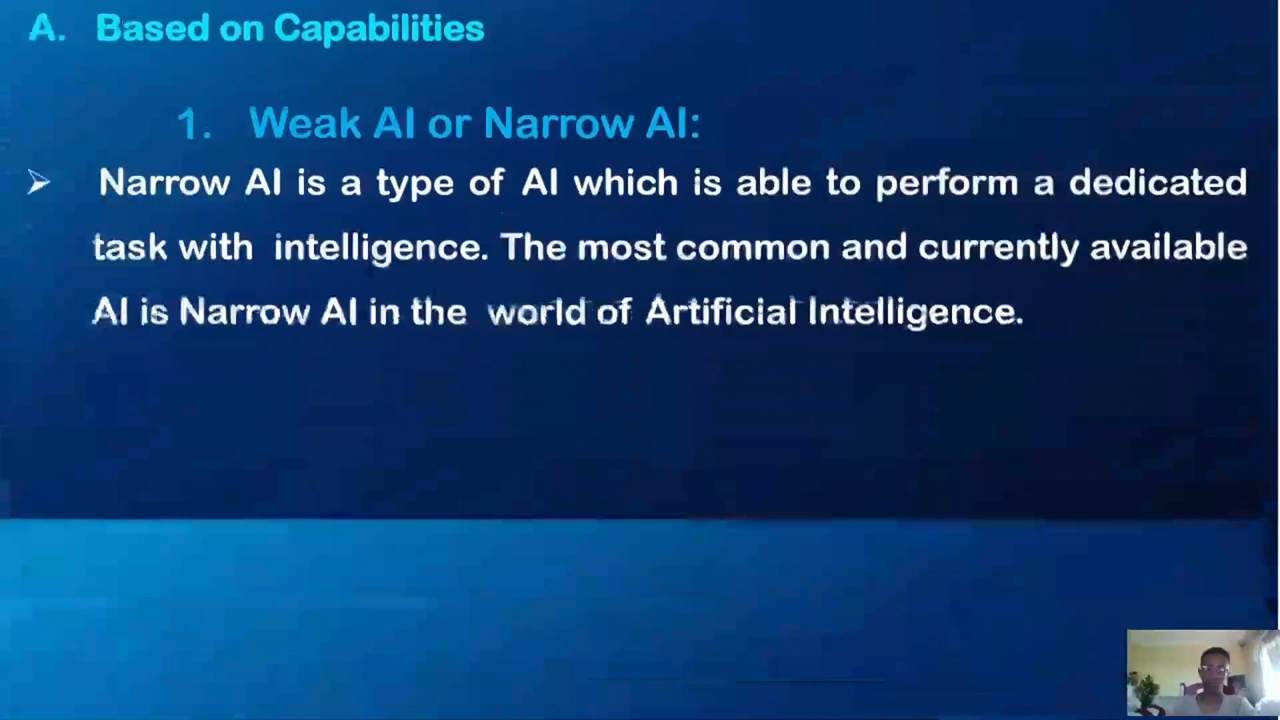 A. Based on Capabilities
1. Weak AI or Narrow AI:
Narrow AI is a type of AI which is able to perform a dedicated
task with intelligence. The most common and currently available
AI is Narrow AI in the world of Artificial Intelligence.